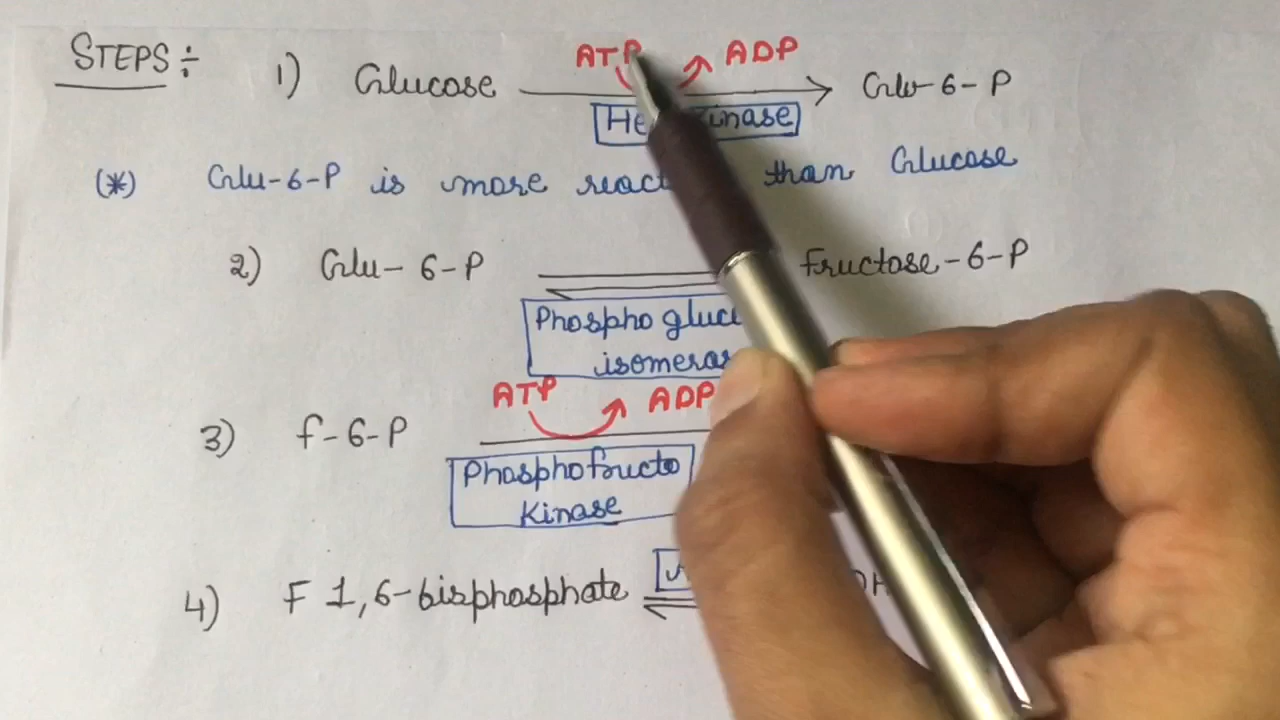 STEPS ÷
ATP ADP
1) Glucose Glu-6-P
(*) Glu-6-P is more than Glucose
2) Glu-6-P Fructose-6-P
Phospho
ATP ADP
3) f-6-P
Phosphofructo
Kinase
4) F 1,6-bisphosphate